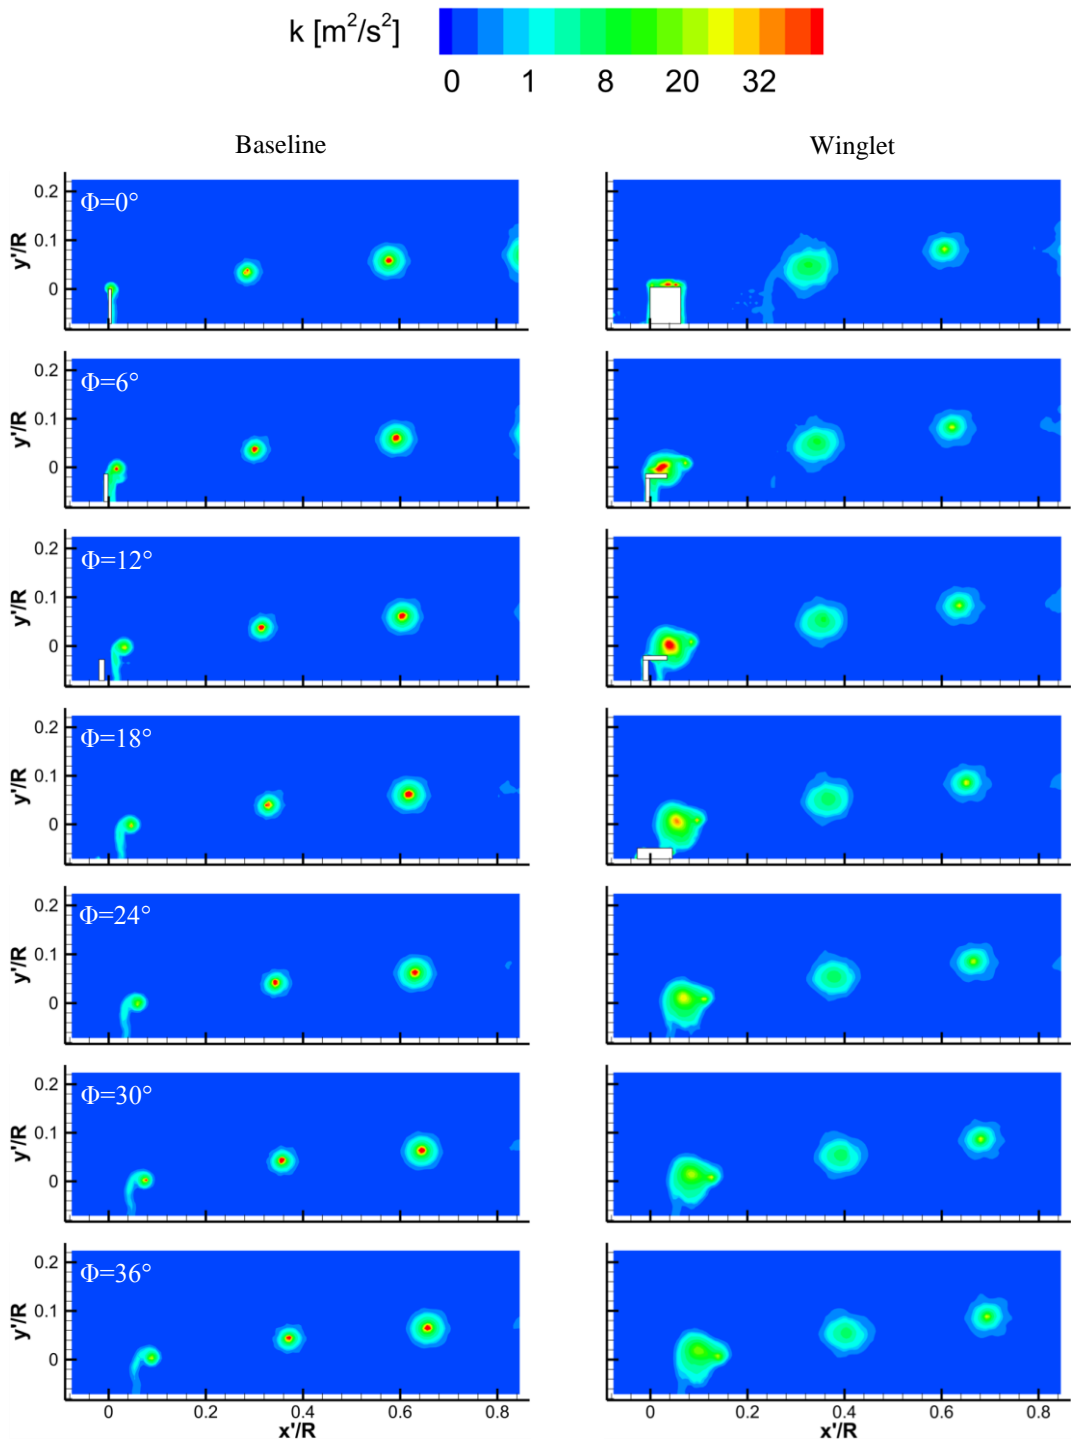 k [m²/s²]
0 1 8 20 32
Baseline Winglet
Φ=0°
0.2
0.1
0
y'/R
y'/R
Φ=6°
0.2
0.1
0
y'/R
y'/R
Φ=12°
0.2
0.1
0
y'/R
y'/R
Φ=18°
0.2
0.1
0
y'/R
y'/R
Φ=24°
0.2
0.1
0
y'/R
y'/R
Φ=30°
0.2
0.1
0
y'/R
y'/R
Φ=36°
0.2
0.1
0
y'/R
y'/R
0 0.2 0.4 0.6 0.8 0 0.2 0.4 0.6 0.8
x'/R x'/R